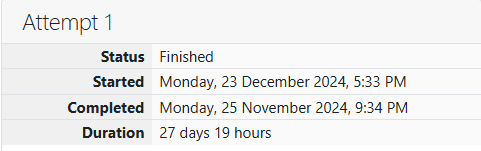 Attempt 1
Status Finished
Started Monday, 23 December 2024, 5:33 PM
Completed Monday, 25 November 2024, 9:34 PM
Duration 27 days 19 hours